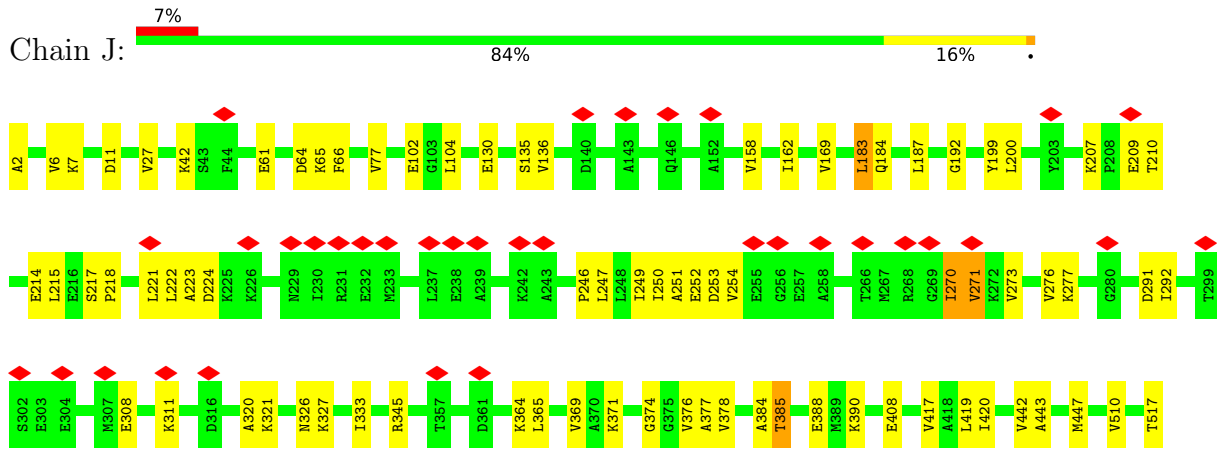 7%
Chain J:
84% 16% •
A2 V6 K7 D11 V27 K42 S43 F44 E61 D64 K65 F66 V77 E102 G103 L104 E130 S135 V136 D140 A143 Q146 A152 V158 I162 V169 L183 Q184 L187 G192 Y199 L200 Y203 K207 P208 E209 T210
E214 L215 E216 S217 P218 L221 L222 A223 D224 K225 K226 N229 I230 R231 E232 M233 L237 E238 A239 K242 A243 P246 L247 L248 I249 I250 A251 E252 D253 V254 E255 G256 E257 A258 T266 M267 R268 G269 I270 V271 K272 V273 V276 K277 G280 D291 I292 T299
S302 E303 E304 M307 E308 K311 D316 A320 K321 N326 K327 I333 R345 T357 D361 K364 L365 V369 A370 K371 G374 G375 V376 A377 V378 A384 T385 E388 M389 K390 E408 V417 A418 L419 I420 V442 A443 M447 V510 T517